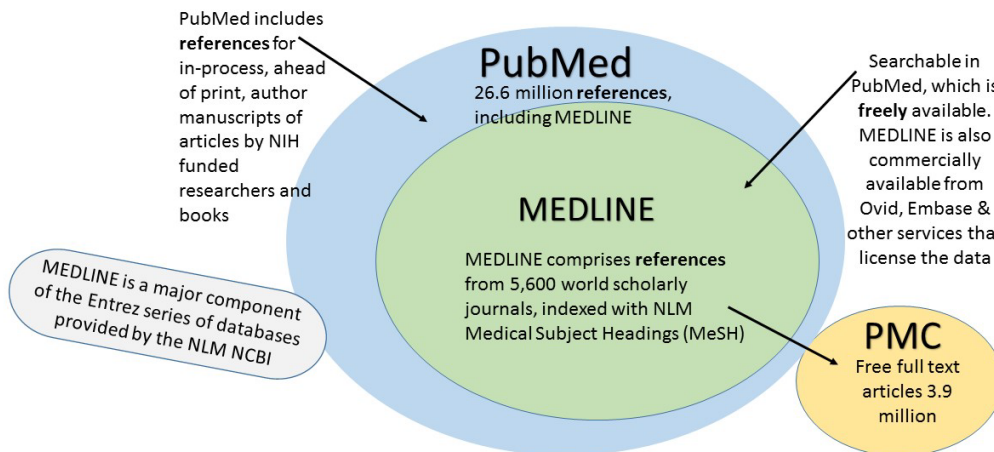 PubMed includes
references for
in-process, ahead
of print, author
manuscripts of
articles by NIH
funded
researchers and
books
PubMed
26.6 million references,
including MEDLINE
Searchable in
PubMed, which is
freely available.
MEDLINE is also
commercially
available from
Ovid, Embase &
other services that
license the data
MEDLINE
MEDLINE comprises references
from 5,600 world scholarly
journals, indexed with NLM
Medical Subject Headings (MeSH)
MEDLINE is a major component
of the Entrez series of databases
provided by the NLM NCBI
PMC
Free full text
articles 3.9
million